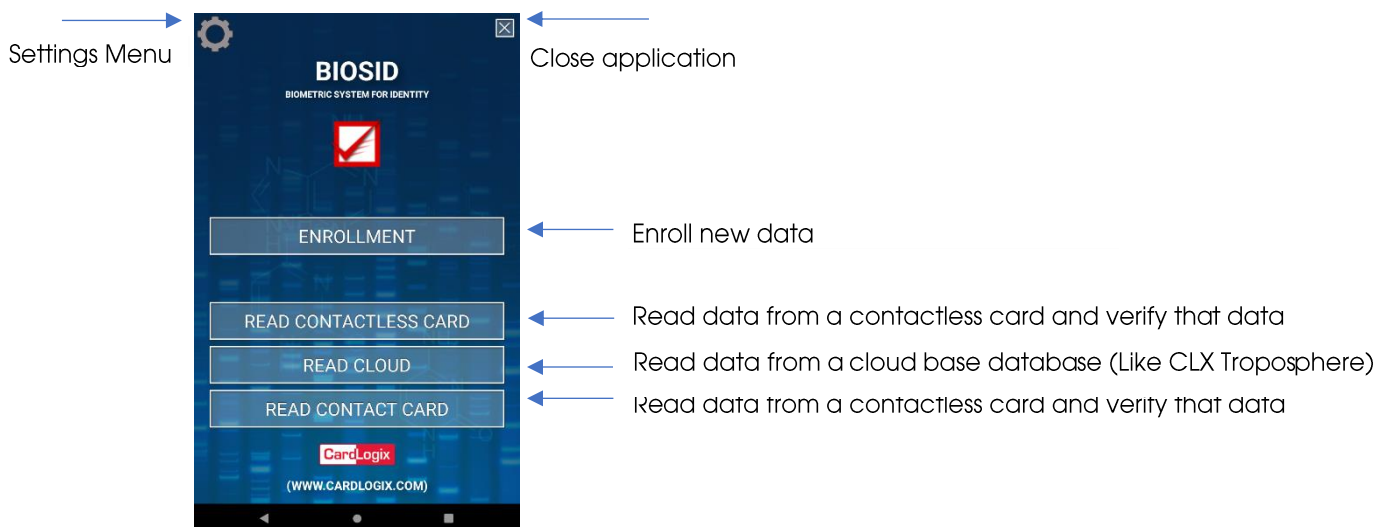 Settings Menu
Close application
BIOSID
BIOMETRIC SYSTEM FOR IDENTITY
ENROLLMENT
Enroll new data
READ CONTACTLESS CARD
Read data from a contactless card and verify that data
READ CLOUD
Read data from a cloud base database (Like CLX Troposphere)
READ CONTACT CARD
Read data from a contactless card and verify that data
CardLogix
(WWW.CARDLOGIX.COM)